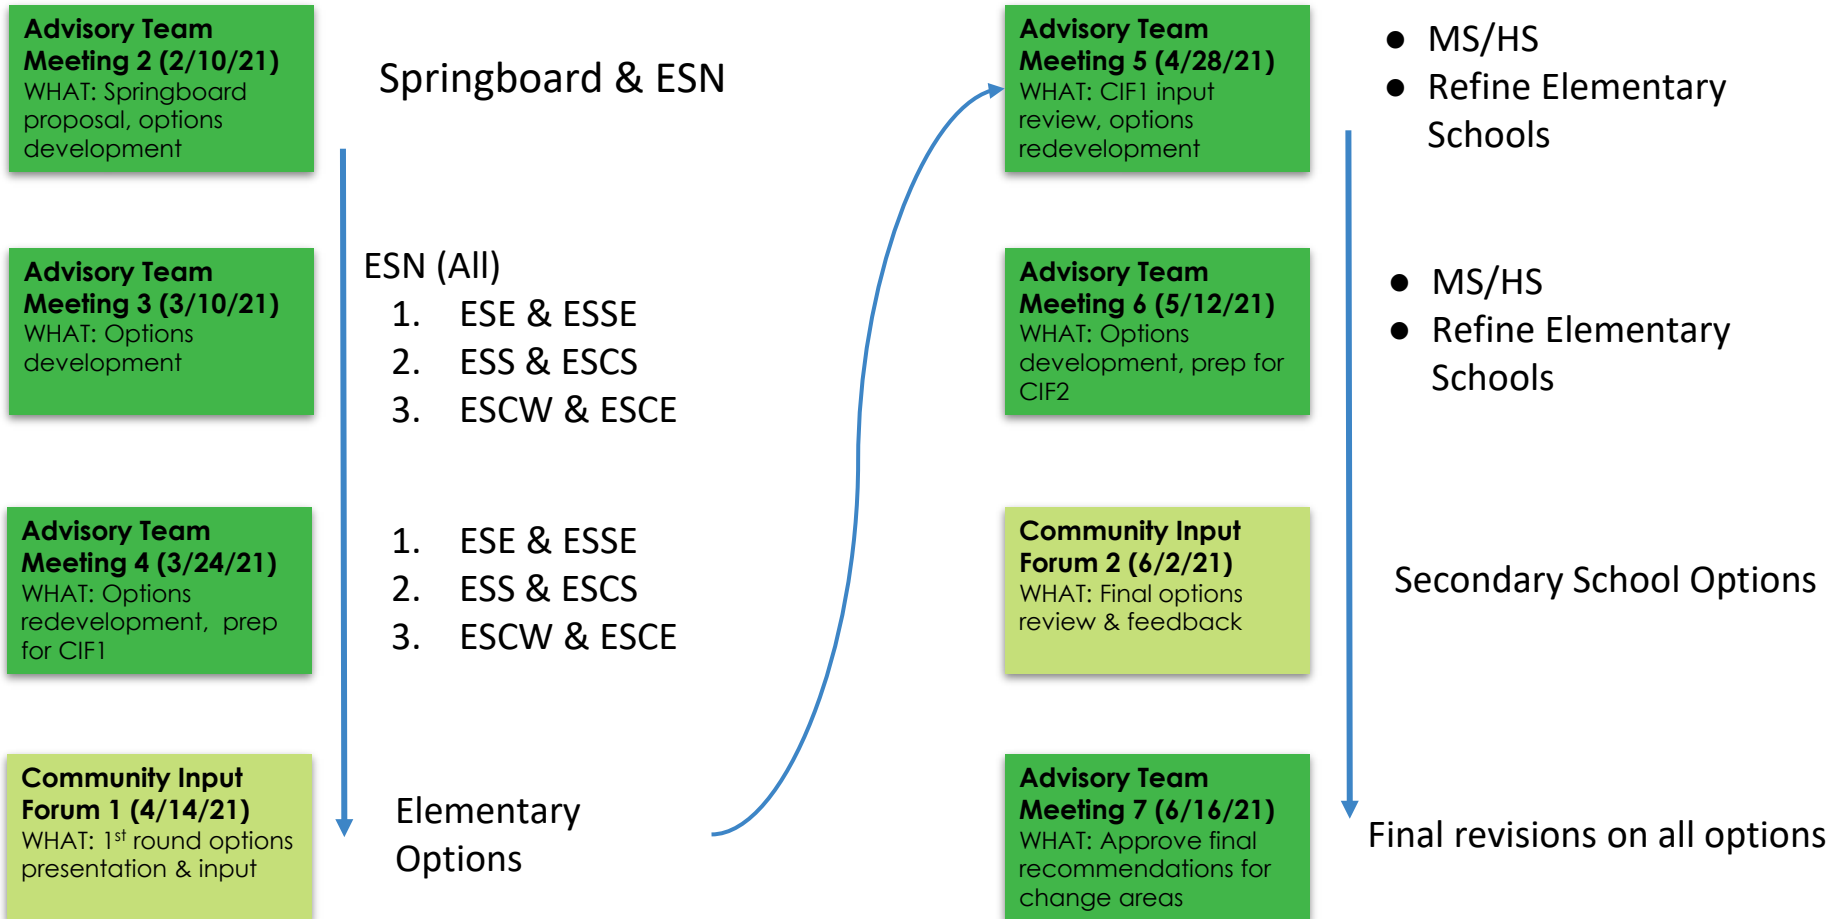 Advisory Team
Meeting 2 (2/10/21)
WHAT: Springboard
proposal, options
development
Springboard & ESN
Advisory Team
Meeting 3 (3/10/21)
WHAT: Options
development
ESN (All)
1. ESE & ESSE
2. ESS & ESCS
3. ESCW & ESCE
Advisory Team
Meeting 4 (3/24/21)
WHAT: Options
redevelopment, prep
for CIF1
1. ESE & ESSE
2. ESS & ESCS
3. ESCW & ESCE
Community Input
Forum 1 (4/14/21)
WHAT: 1st round options
presentation & input
Elementary
Options
Advisory Team
Meeting 5 (4/28/21)
WHAT: CIF1 input
review, options
redevelopment
● MS/HS
● Refine Elementary
Schools
Advisory Team
Meeting 6 (5/12/21)
WHAT: Options
development, prep for
CIF2
● MS/HS
● Refine Elementary
Schools
Community Input
Forum 2 (6/2/21)
WHAT: Final options
review & feedback
Secondary School Options
Advisory Team
Meeting 7 (6/16/21)
WHAT: Approve final
recommendations for
change areas
Final revisions on all options